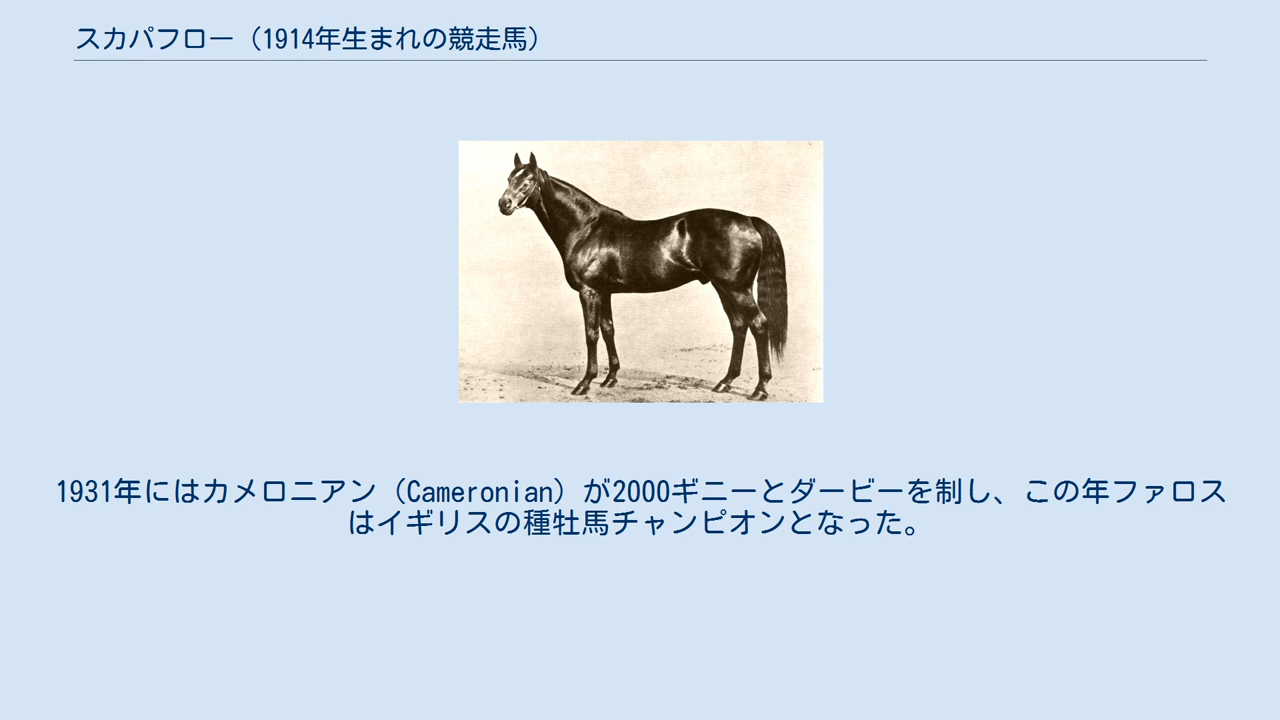 スカパフロー（1914年生まれの競走馬）
1931年にはカメロニアン（Cameronian）が2000ギニーとダービーを制し、この年ファロス
はイギリスの種牡馬チャンピオンとなった。